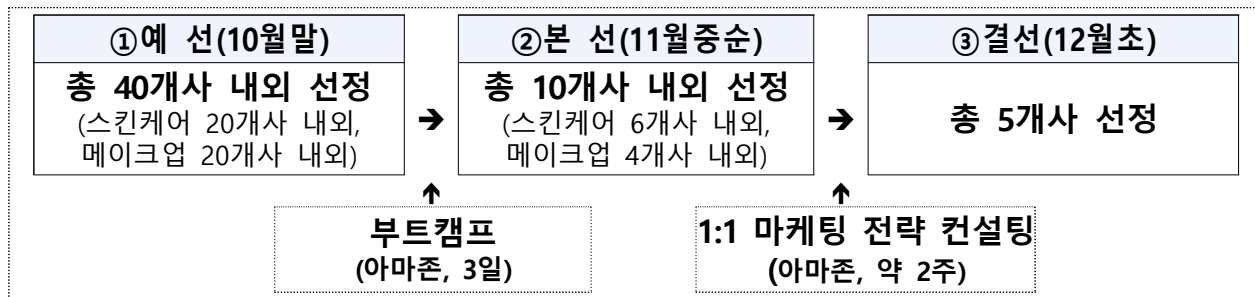 ①예 선(10월말)
총 40개사 내외 선정
(스킨케어 20개사 내외,
메이크업 20개사 내외)
➔
②본 선(11월중순)
총 10개사 내외 선정
(스킨케어 6개사 내외,
메이크업 4개사 내외)
➔
③결선(12월초)
총 5개사 선정
부트캠프
(아마존, 3일)
1:1 마케팅 전략 컨설팅
(아마존, 약 2주)